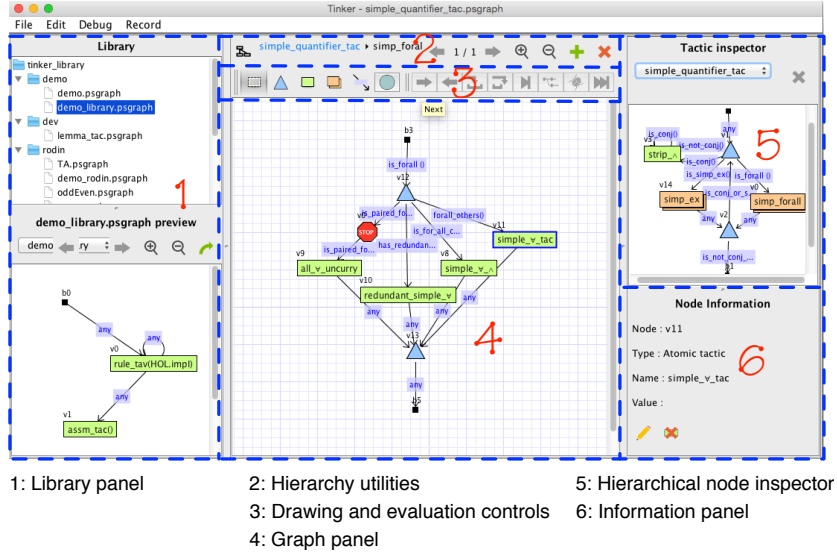 Tinker - simple_quantifier_tac.psgraph
File Edit Debug Record
Library
tinker_library
demo
demo.psgraph
demo_library.psgraph
dev
lemma_tac.psgraph
rodin
TA.psgraph
demo_rodin.psgraph
oddEven.psgraph
1
demo_library.psgraph preview
demo
ry
b0
any
any
v0
rule_tav(HOL.impl)
any
v1
assm_tac()
simple_quantifier_tac ▸ simp_foral
2
1 / 1
3
Next
b3
is_forall ()
v12
is_paired_fo...
forall_others()
v6
STOP
v11
is_for_all_c...
simple_∀_tac
is_paired_fo...
has_redundan...
v9
v8
all_∀_uncurry
simple_∀_∧
v10
redundant_simple_∀
any
any
any
v13
4
any
b5
Tactic inspector
simple_quantifier_tac
any
is_conj()
v1
5
is_not_conj()
strip_∧
is_conj()
is_simp_ex()
is_forall ()
v14
is_conj_or_s...
v0
simp_ex
simp_forall
v2
any
any
is_not_conj_...
b1
Node Information
Node : v11
Type : Atomic tactic
6
Name : simple_∀_tac
Value :
1: Library panel
2: Hierarchy utilities
3: Drawing and evaluation controls
4: Graph panel
5: Hierarchical node inspector
6: Information panel